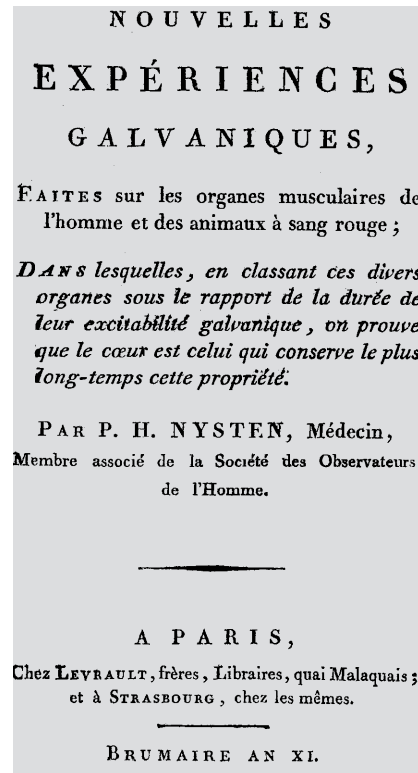 NOUVELLES
EXPÉRIENCES
GALVANIQUES,
FAITES sur les organes musculaires de
l'homme et des animaux à sang rouge ;
DANS lesquelles, en classant ces divers
organes sous le rapport de la durée de
leur excitabilité galvanique, on prouve
que le cœur est celui qui conserve le plus
long-temps cette propriété.
PAR P. H. NYSTEN, Médecin,
Membre associé de la Société des Observateurs
de l'Homme.
A PARIS,
Chez LEVRAULT, frères, Libraires, quai Malaquais ;
et à STRASBOURG, chez les mêmes.
BRUMAIRE AN XI.